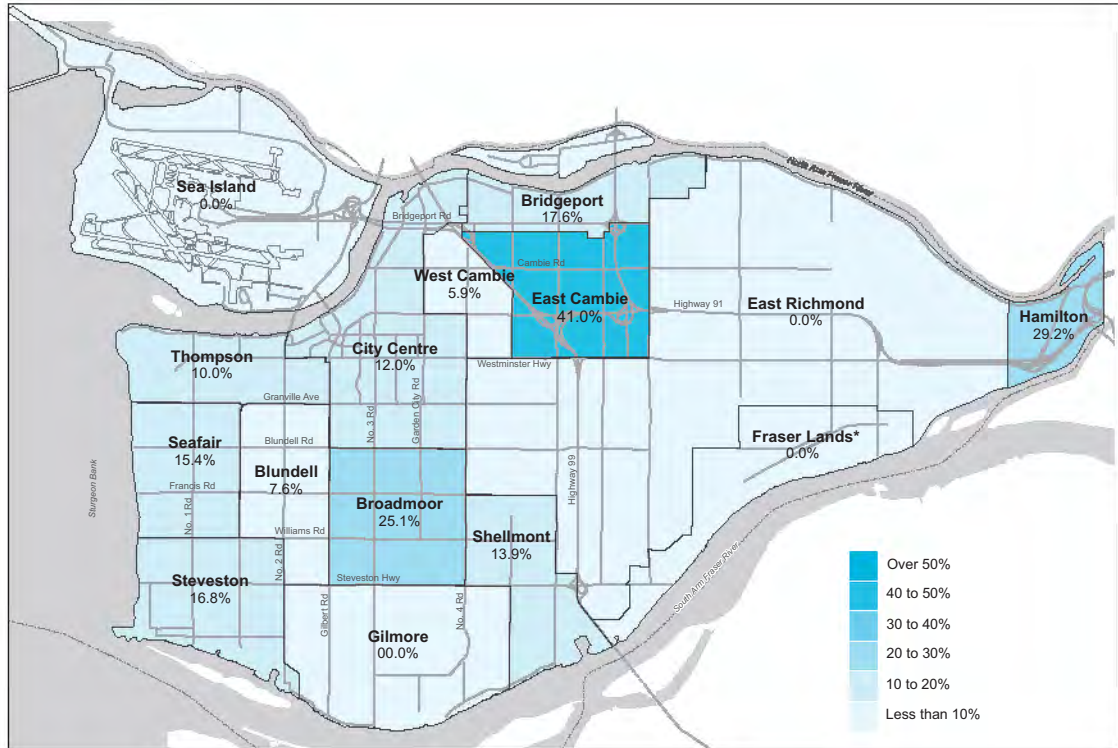 North Arm Fraser River
Sea Island
0.0%
Bridgeport
17.6%
Bridgeport Rd
West Cambie
5.9%
Cambie Rd
East Cambie
41.0%
Highway 91
East Richmond
0.0%
Hamilton
29.2%
Thompson
10.0%
City Centre
12.0%
Westminster Hwy
Granville Ave
No. 3 Rd
Garden City Rd
Seafair
15.4%
Blundell Rd
Blundell
7.6%
Fraser Lands*
0.0%
Sturgeon Bank
Francis Rd
No. 1 Rd
Broadmoor
25.1%
Highway 99
Williams Rd
Shellmont
13.9%
No. 2 Rd
Steveston
16.8%
Steveston Hwy
Gilbert Rd
No. 4 Rd
Gilmore
00.0%
South Arm Fraser River
Over 50%
40 to 50%
30 to 40%
20 to 30%
10 to 20%
Less than 10%